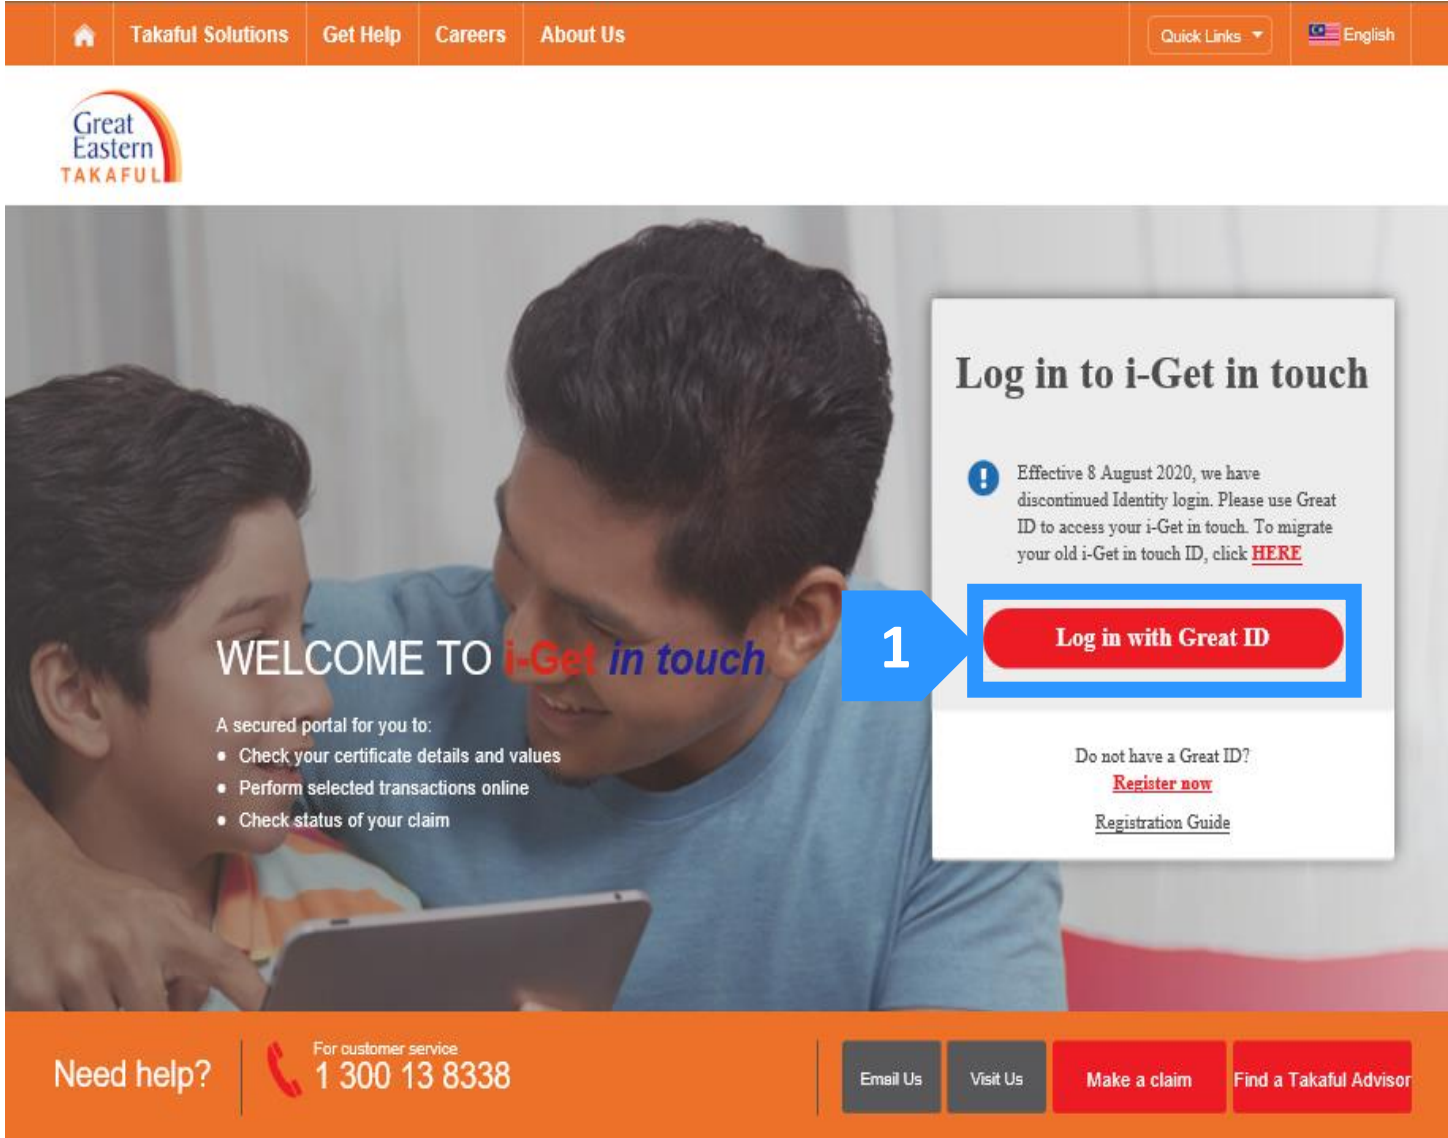 Takaful Solutions
Get Help
Careers
About Us
Quick Links
English
Great
Eastern
TAKAFUL
Log in to i-Get in touch
Effective 8 August 2020, we have
discontinued Identity login. Please use Great
ID to access your i-Get in touch. To migrate
your old i-Get in touch ID, click HERE
1
Log in with Great ID
Do not have a Great ID?
Register now
Registration Guide
WELCOME TO i-Get in touch
A secured portal for you to:
• Check your certificate details and values
• Perform selected transactions online
• Check status of your claim
Need help?
For customer service
1 300 13 8338
Email Us
Visit Us
Make a claim
Find a Takaful Advisor